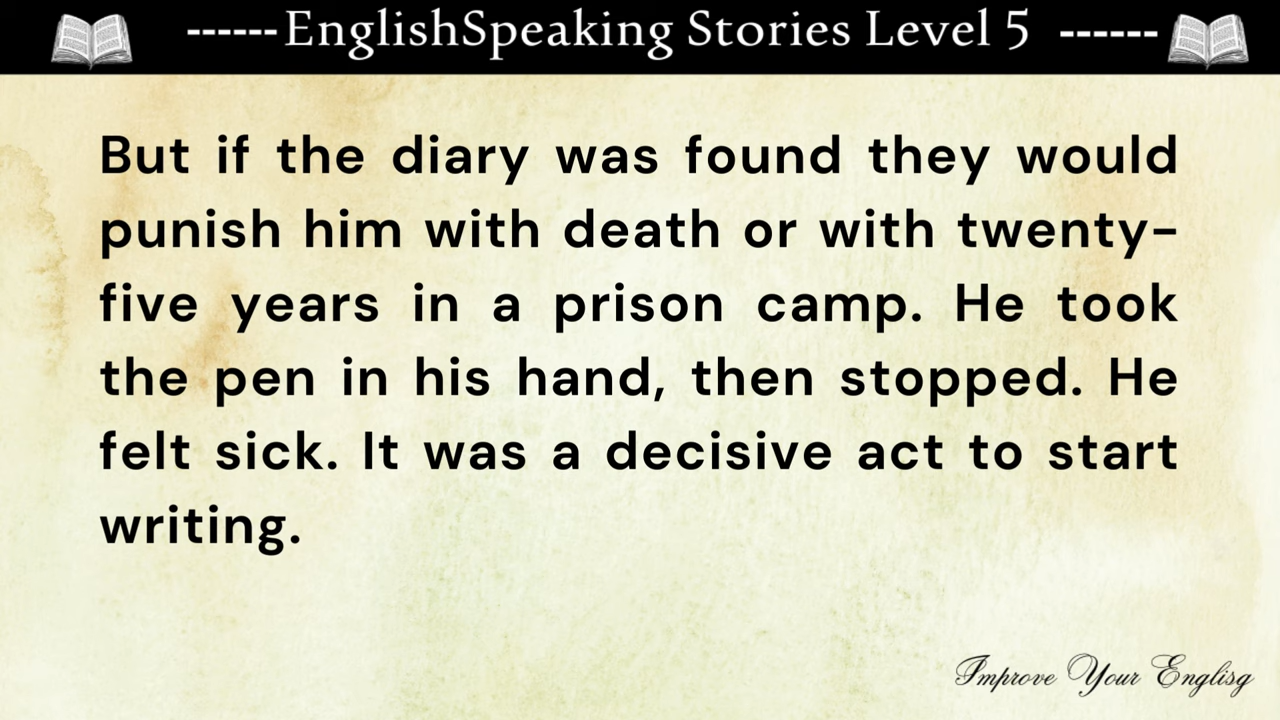 ------EnglishSpeaking Stories Level 5 ------
But if the diary was found they would
punish him with death or with twenty-
five years in a prison camp. He took
the pen in his hand, then stopped. He
felt sick. It was a decisive act to start
writing.
Improve Your Englisg